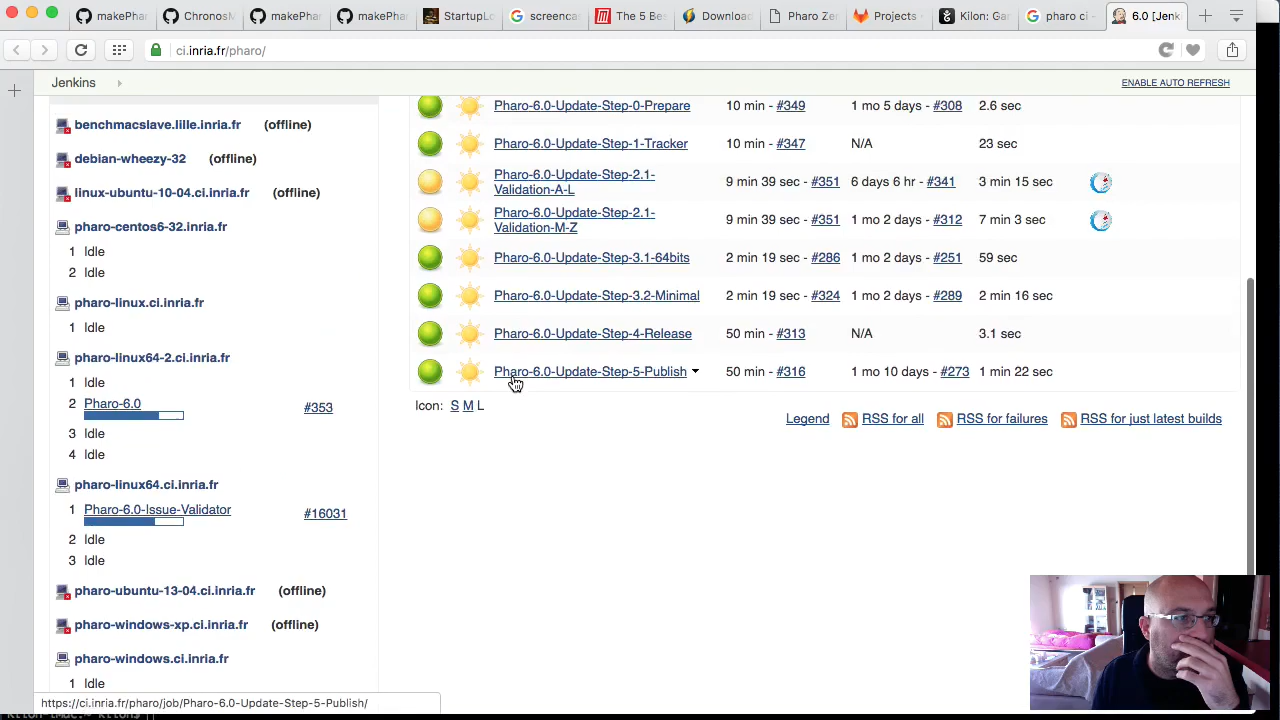 makePhar
ChronosM
makePhar
makePhar
StartupLo
screencas
The 5 Bes
Download
Pharo Zer
Projects -
Kilon: Gar
pharo ci -
6.0 [Jenki
ci.inria.fr/pharo/
Jenkins
ENABLE AUTO REFRESH
benchmacslave.lille.inria.fr (offline)
debian-wheezy-32 (offline)
linux-ubuntu-10-04.ci.inria.fr (offline)
pharo-centos6-32.inria.fr
1 Idle
2 Idle
pharo-linux.ci.inria.fr
1 Idle
pharo-linux64-2.ci.inria.fr
1 Idle
2 Pharo-6.0 #353
3 Idle
4 Idle
pharo-linux64.ci.inria.fr
1 Pharo-6.0-Issue-Validator #16031
2 Idle
3 Idle
pharo-ubuntu-13-04.ci.inria.fr (offline)
pharo-windows-xp.ci.inria.fr (offline)
pharo-windows.ci.inria.fr
1 Idle
Pharo-6.0-Update-Step-0-Prepare 10 min - #349 1 mo 5 days - #308 2.6 sec
Pharo-6.0-Update-Step-1-Tracker 10 min - #347 N/A 23 sec
Pharo-6.0-Update-Step-2.1-
Validation-A-L 9 min 39 sec - #351 6 days 6 hr - #341 3 min 15 sec
Pharo-6.0-Update-Step-2.1-
Validation-M-Z 9 min 39 sec - #351 1 mo 2 days - #312 7 min 3 sec
Pharo-6.0-Update-Step-3.1-64bits 2 min 19 sec - #286 1 mo 2 days - #251 59 sec
Pharo-6.0-Update-Step-3.2-Minimal 2 min 19 sec - #324 1 mo 2 days - #289 2 min 16 sec
Pharo-6.0-Update-Step-4-Release 50 min - #313 N/A 3.1 sec
Pharo-6.0-Update-Step-5-Publish 50 min - #316 1 mo 10 days - #273 1 min 22 sec
Icon: S M L
Legend RSS for all RSS for failures RSS for just latest builds
https://ci.inria.fr/pharo/job/Pharo-6.0-Update-Step-5-Publish/